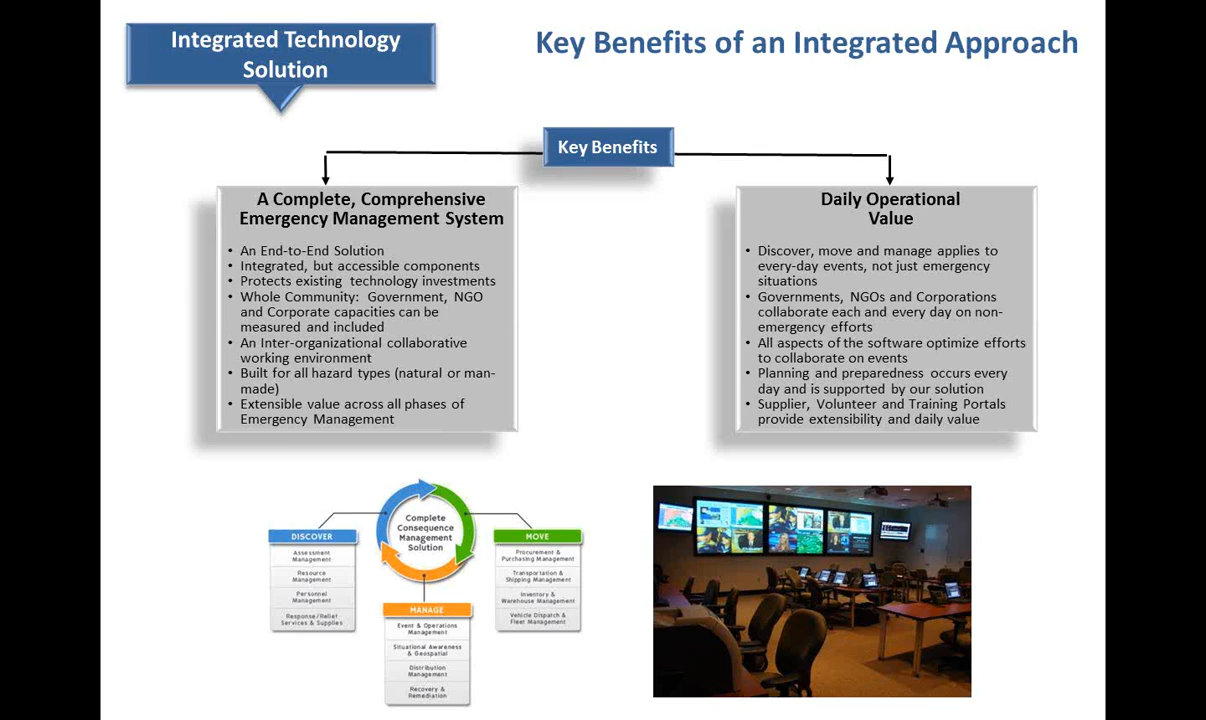 Integrated Technology
Solution
Key Benefits of an Integrated Approach
Key Benefits
A Complete, Comprehensive
Emergency Management System
• An End-to-End Solution
• Integrated, but accessible components
• Protects existing technology investments
• Whole Community: Government, NGO
and Corporate capacities can be
measured and included
• An Inter-organizational collaborative
working environment
• Built for all hazard types (natural or man-
made)
• Extensible value across all phases of
Emergency Management
Daily Operational
Value
• Discover, move and manage applies to
every-day events, not just emergency
situations
• Governments, NGOs and Corporations
collaborate each and every day on non-
emergency efforts
• All aspects of the software optimize efforts
to collaborate on events
• Planning and preparedness occurs every
day and is supported by our solution
• Supplier, Volunteer and Training Portals
provide extensibility and daily value
Complete
Consequence
Management
Solution
DISCOVER
Assessment
Management
Resource
Management
Personnel
Management
Response/Relief
Services & Supplies
MANAGE
Event & Operations
Management
Situational Awareness
& Geospatial
Distribution
Management
Recovery &
Remediation
MOVE
Procurement &
Purchasing Management
Transportation &
Shipping Management
Inventory &
Warehouse Management
Vehicle Dispatch &
Fleet Management